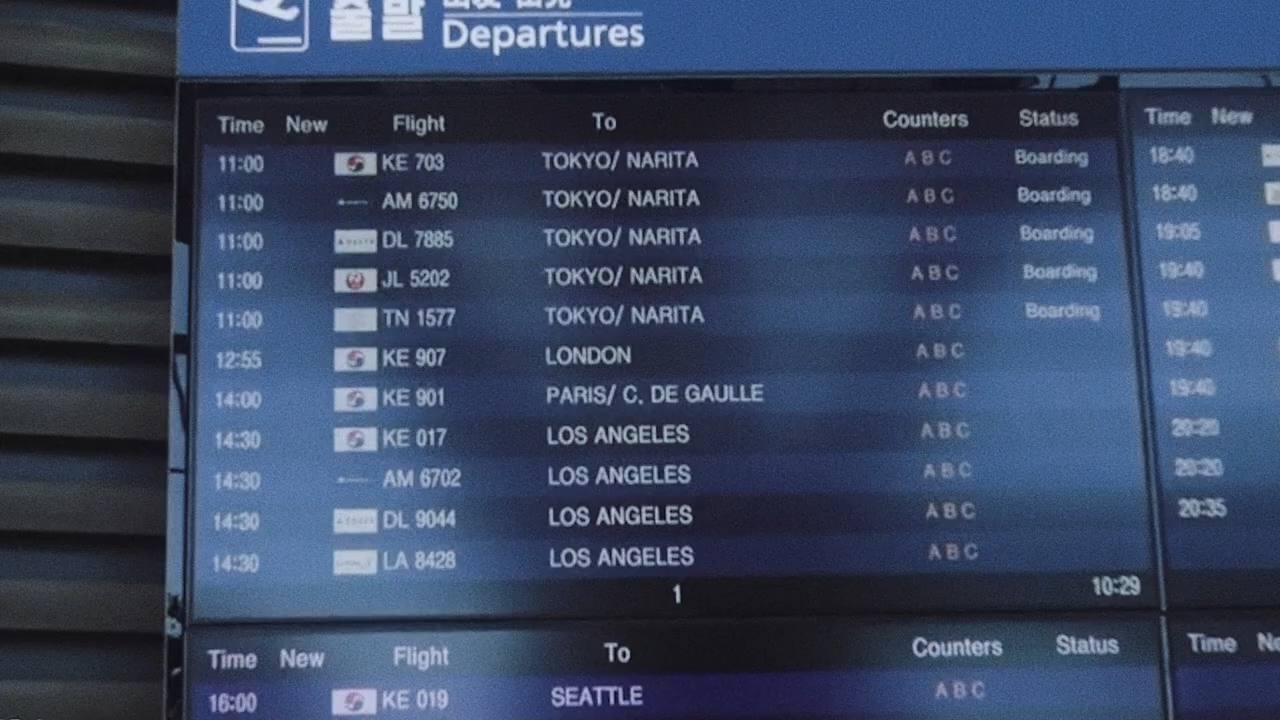 출발
Departures
Time New Flight To Counters Status
11:00 KE 703 TOKYO/ NARITA A B C Boarding
11:00 AM 6750 TOKYO/ NARITA A B C Boarding
11:00 DL 7885 TOKYO/ NARITA A B C Boarding
11:00 JL 5202 TOKYO/ NARITA A B C Boarding
11:00 TN 1577 TOKYO/ NARITA A B C Boarding
12:55 KE 907 LONDON A B C
14:00 KE 901 PARIS/ C. DE GAULLE A B C
14:30 KE 017 LOS ANGELES A B C
14:30 AM 6702 LOS ANGELES A B C
14:30 DL 9044 LOS ANGELES A B C
14:30 LA 8428 LOS ANGELES A B C
1 10:29
Time New Flight To Counters Status
16:00 KE 019 SEATTLE A B C
Time New
18:40
18:40
19:05
19:40
19:40
19:40
19:40
20:20
20:20
20:35
Time